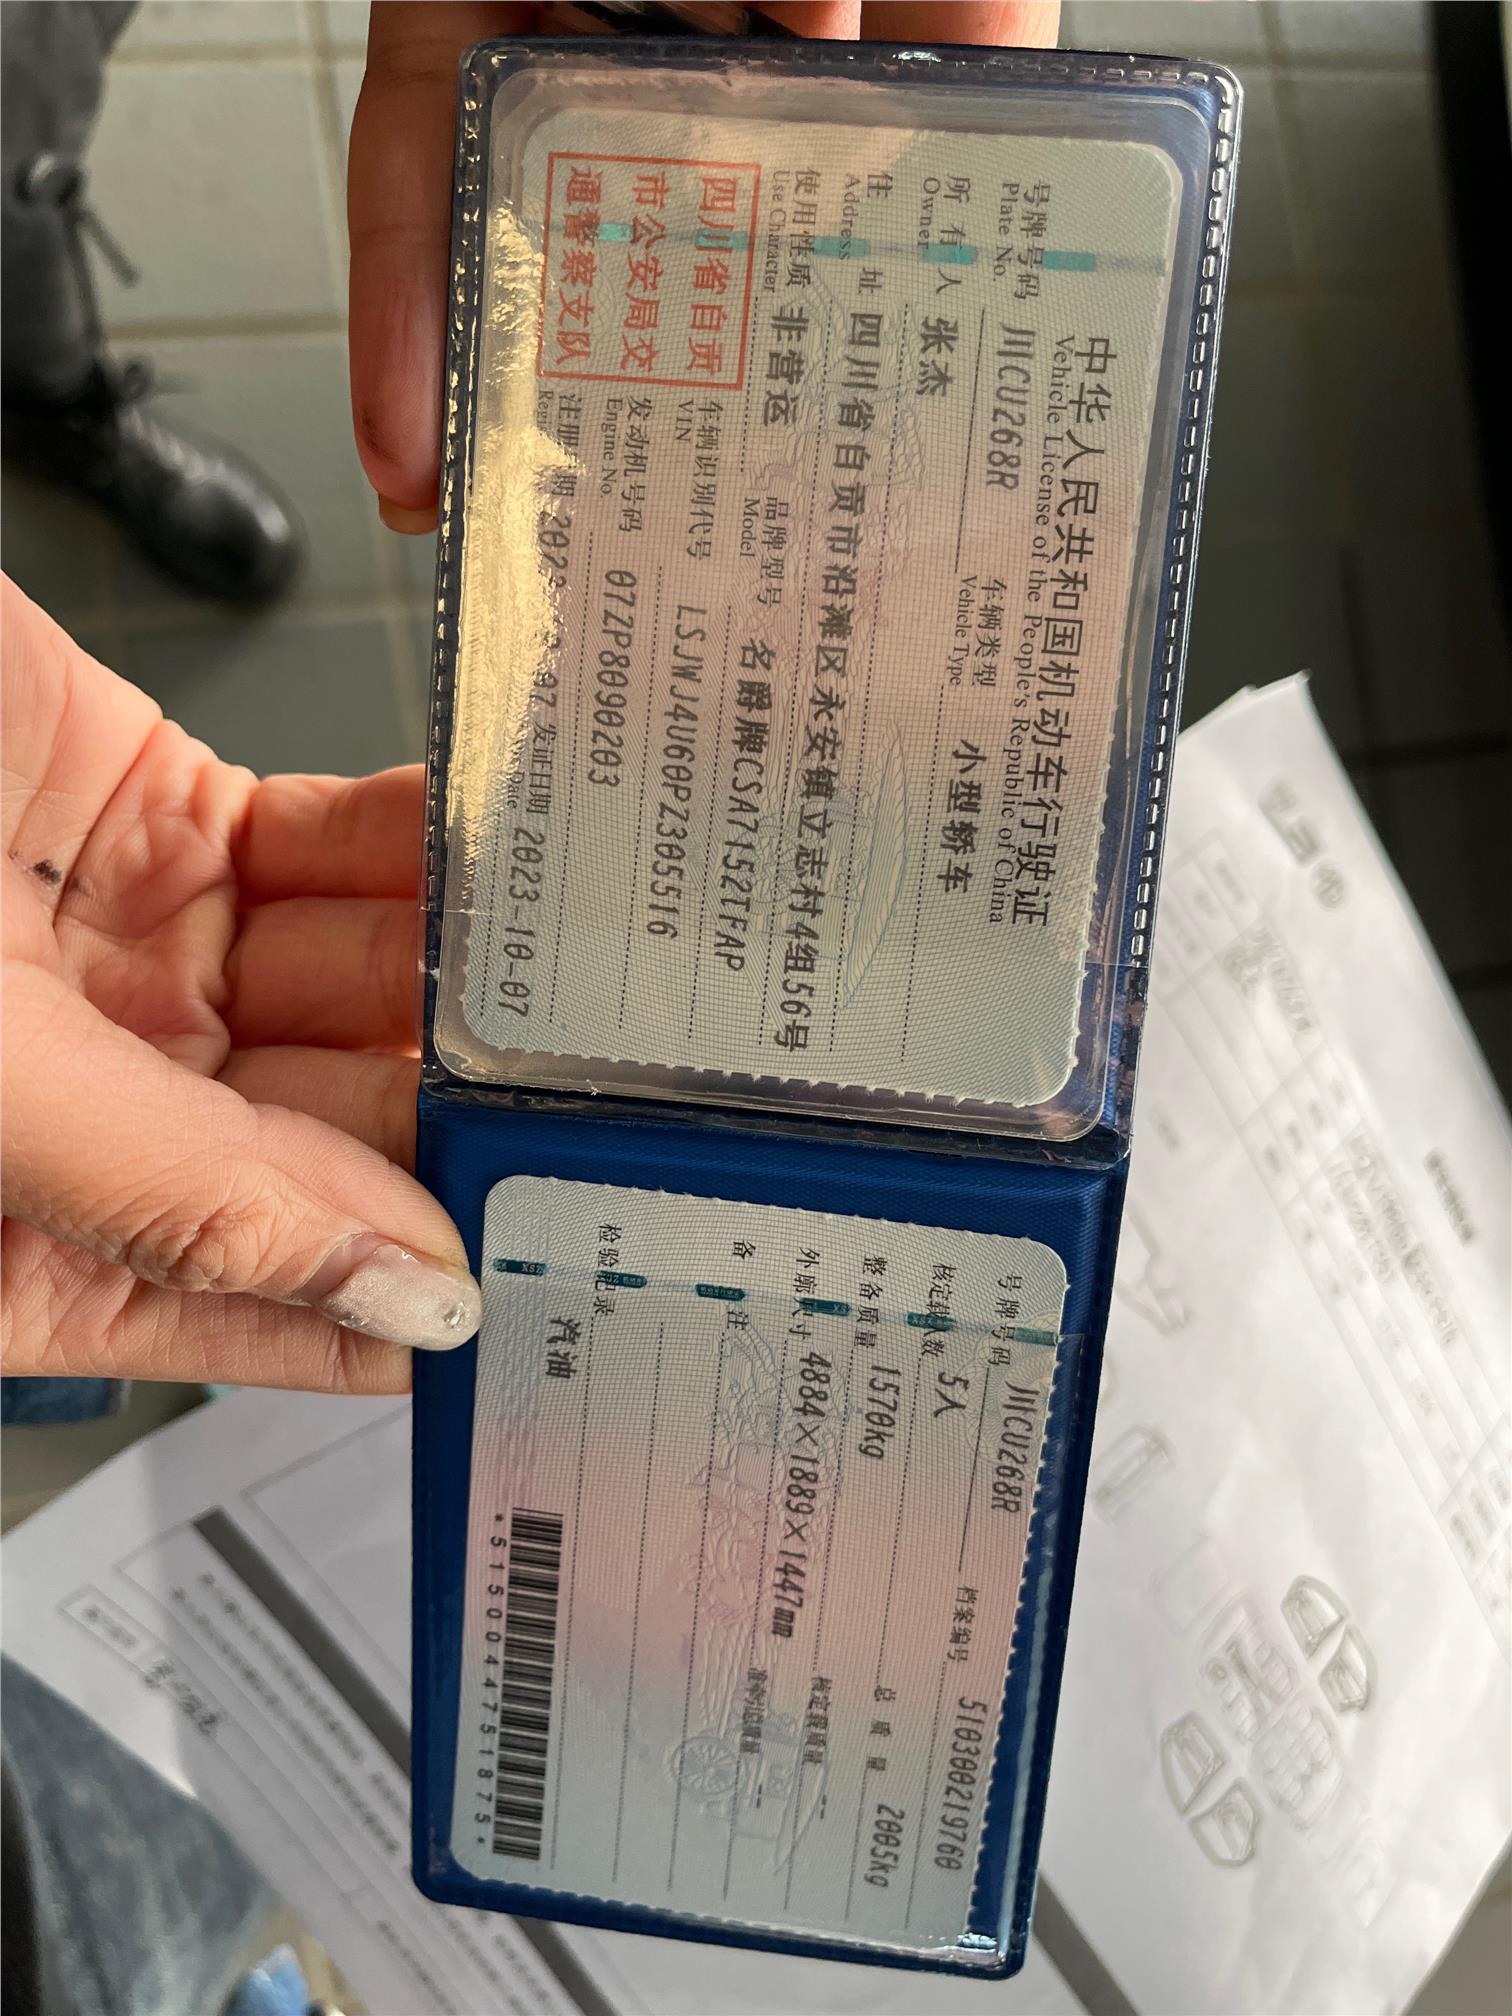 中华人民共和国机动车行驶证
Vehicle License of the People's Republic of China
号牌号码 川CU268R 车辆类型 小型轿车
Plate No. Vehicle Type
所有人 张杰
Owner
住址 四川省自贡市沿滩区永安镇立志村4组56号
Address
使用性质 非营运 品牌型号 名爵牌CSA7152TFAP
Use Character Model
四川省自贡
市公安局交
通警察支队
车辆识别代号 LSJWJ4U60PZ305516
VIN
发动机号码 07ZP8090203
Engine No.
注册 期 2023 07 发证日期 2023-10-07
Date
号牌号码 川CU268R 档案编号 510300219760
核定载人数 5人 总质量 2005kg
整备质量 1570kg 核定载质量 --
外廓尺寸 4884×1889×1447mm 准牵引总质量 --
备注
检验记录
汽油
*5150044751875*